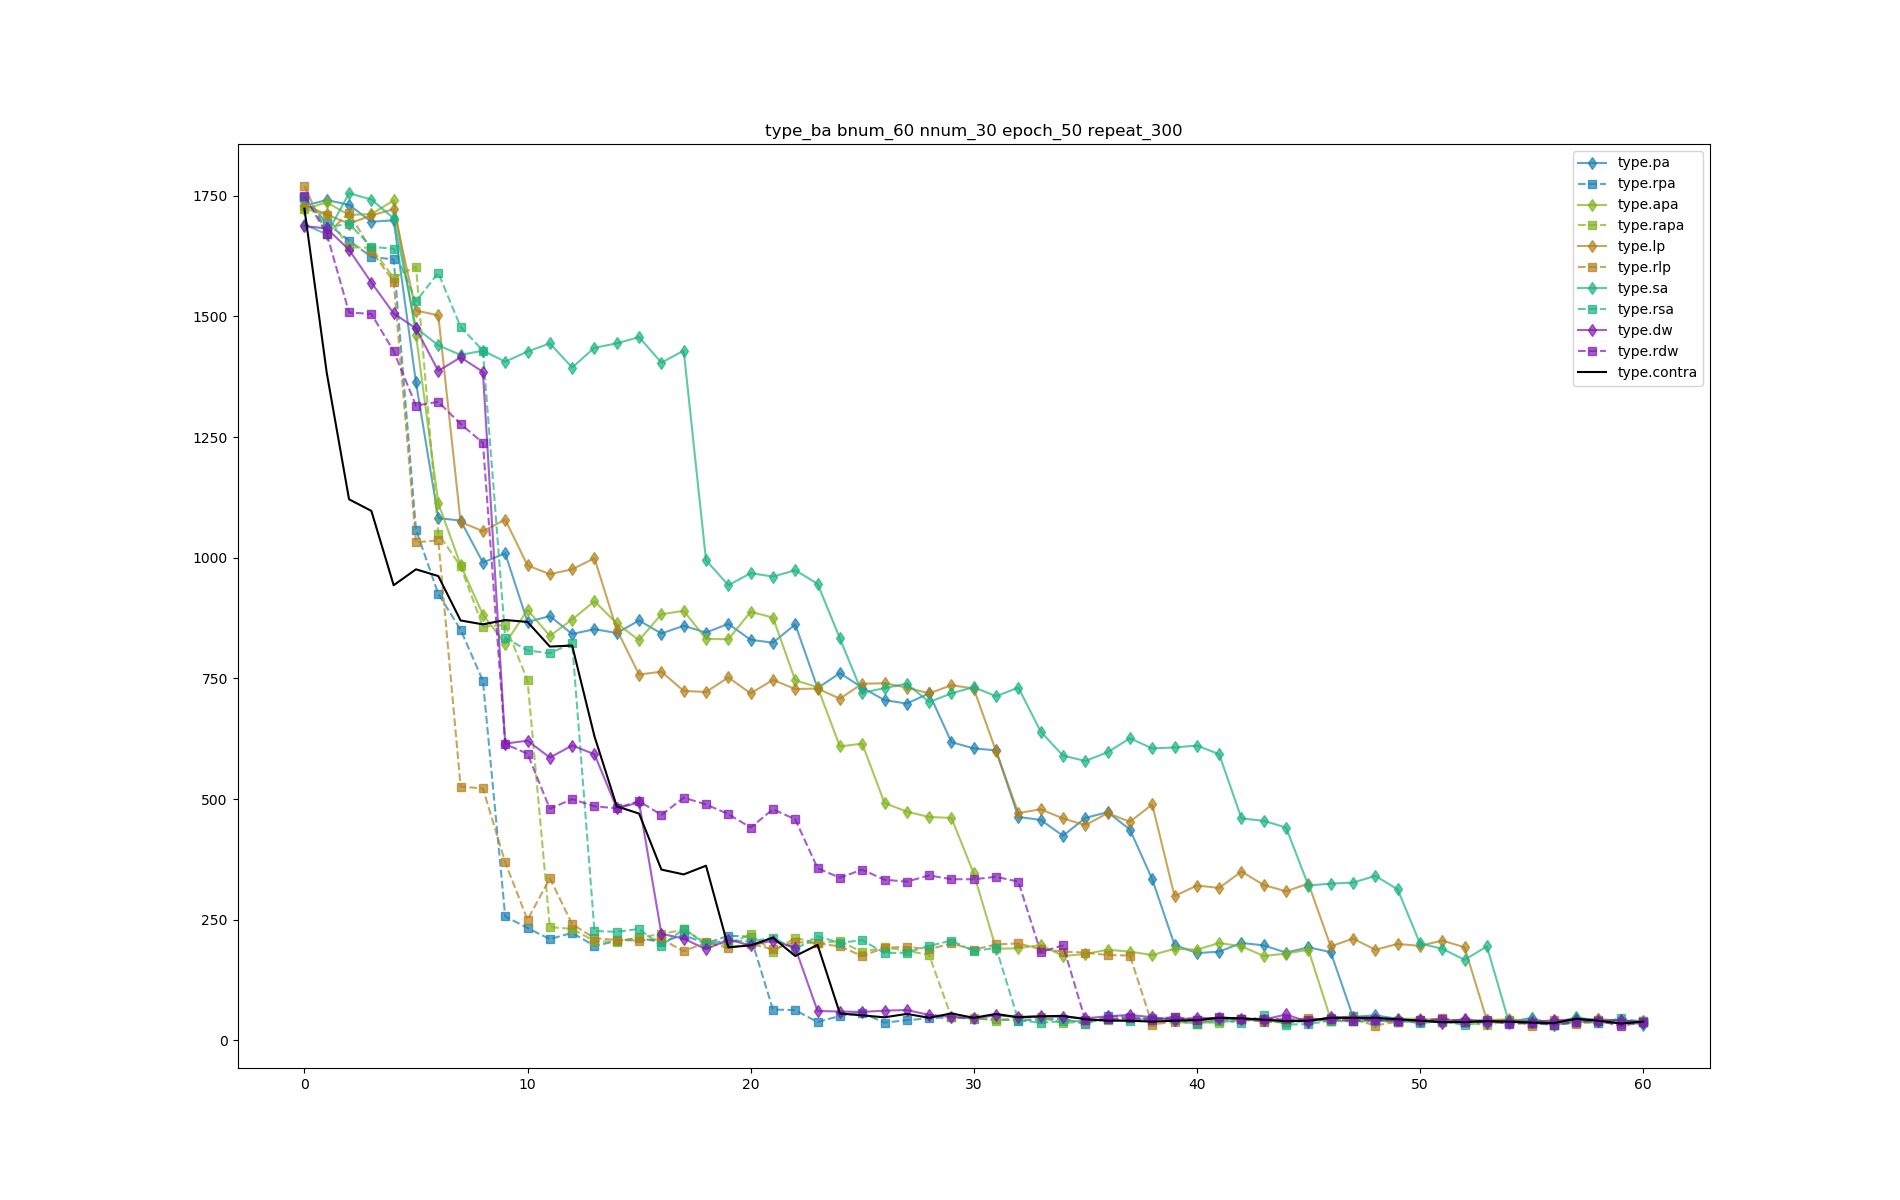 type_ba bnum_60 nnum_30 epoch_50 repeat_300
1750
1500
1250
1000
750
500
250
0
type.pa
type.rpa
type.apa
type.rapa
type.lp
type.rlp
type.sa
type.rsa
type.dw
type.rdw
type.contra
0 10 20 30 40 50 60